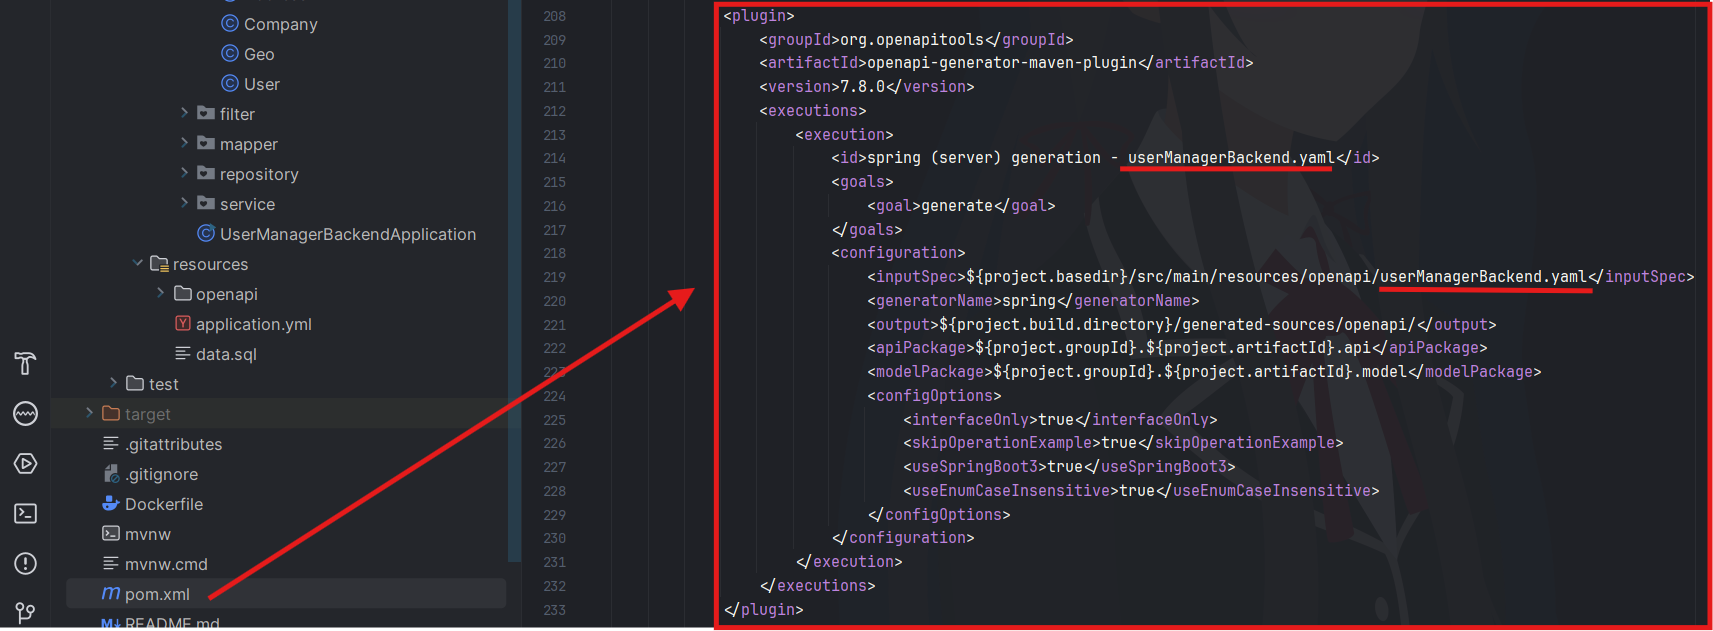 Company
Geo
User
filter
mapper
repository
service
UserManagerBackendApplication
resources
openapi
application.yml
data.sql
test
target
.gitattributes
.gitignore
Dockerfile
mvnw
mvnw.cmd
pom.xml
README.md
208 <plugin>
209 <groupId>org.openapitools</groupId>
210 <artifactId>openapi-generator-maven-plugin</artifactId>
211 <version>7.8.0</version>
212 <executions>
213 <execution>
214 <id>spring (server) generation - userManagerBackend.yaml</id>
215 <goals>
216 <goal>generate</goal>
217 </goals>
218 <configuration>
219 <inputSpec>${project.basedir}/src/main/resources/openapi/userManagerBackend.yaml</inputSpec>
220 <generatorName>spring</generatorName>
221 <output>${project.build.directory}/generated-sources/openapi/</output>
222 <apiPackage>${project.groupId}.${project.artifactId}.api</apiPackage>
223 <modelPackage>${project.groupId}.${project.artifactId}.model</modelPackage>
224 <configOptions>
225 <interfaceOnly>true</interfaceOnly>
226 <skipOperationExample>true</skipOperationExample>
227 <useSpringBoot3>true</useSpringBoot3>
228 <useEnumCaseInsensitive>true</useEnumCaseInsensitive>
229 </configOptions>
230 </configuration>
231 </execution>
232 </executions>
233 </plugin>